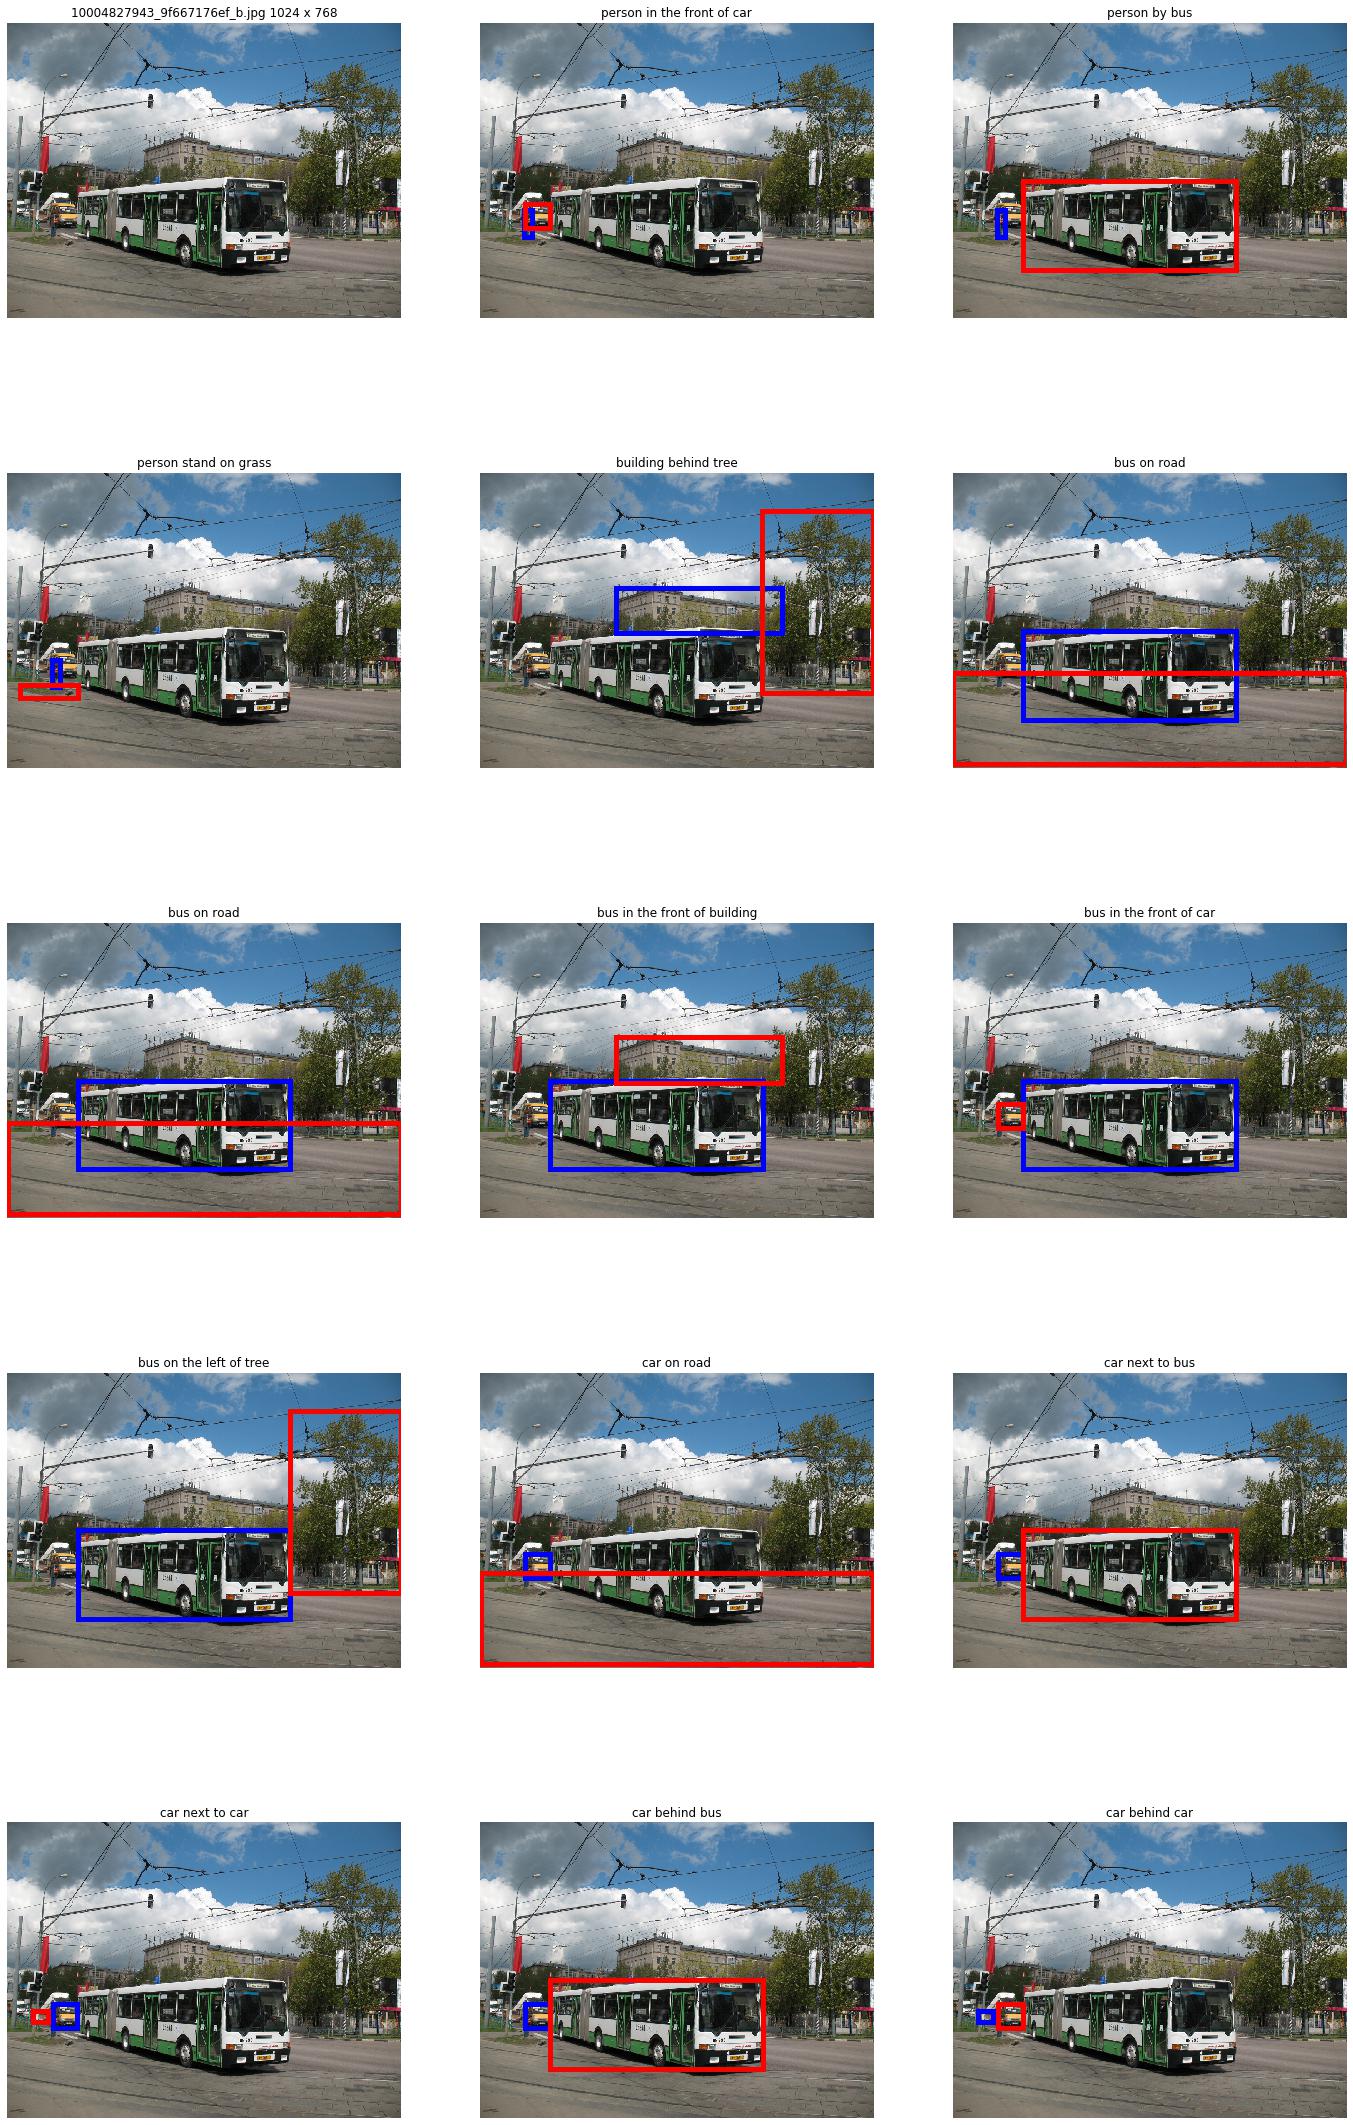 10004827943_9f667176ef_b.jpg 1024 x 768
person in the front of car
person by bus
person stand on grass
building behind tree
bus on road
bus on road
bus in the front of building
bus in the front of car
bus on the left of tree
car on road
car next to bus
car next to car
car behind bus
car behind car